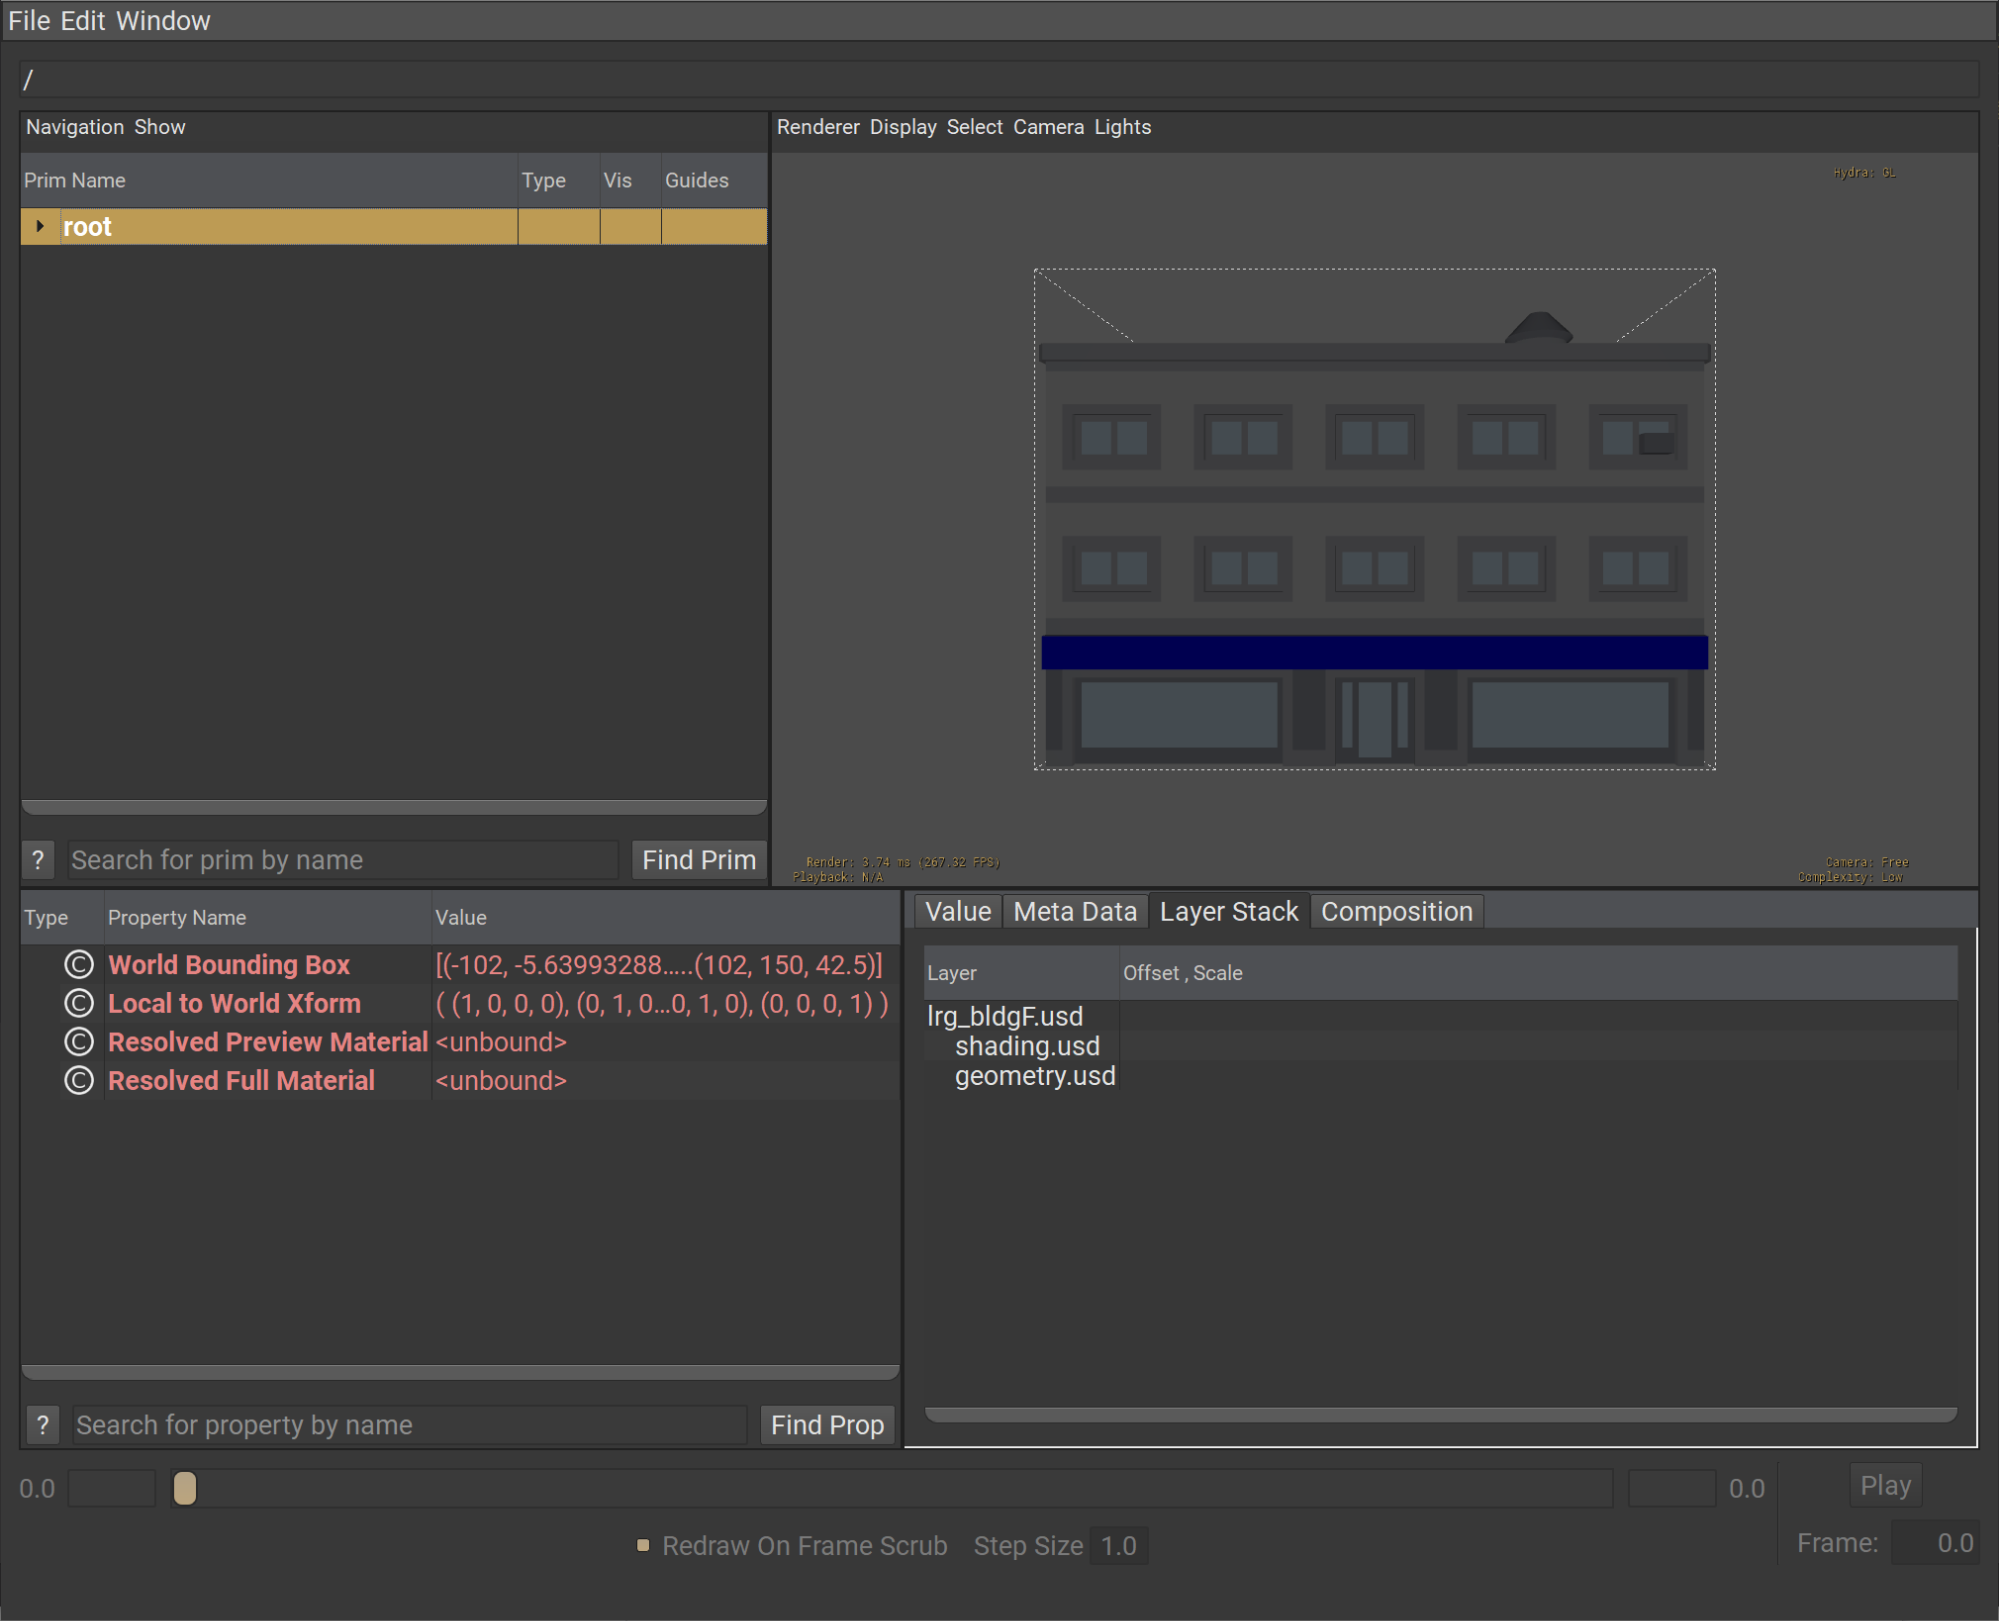 File Edit Window
/
Navigation Show
Prim Name Type Vis Guides
root
? Search for prim by name Find Prim
Renderer Display Select Camera Lights
Hydra: GL
Render: 3.74 ms (267.32 FPS)
Playback: N/A
Camera: Free
Complexity: Low
Type Property Name Value
© World Bounding Box [(-102, -5.63993288.....(102, 150, 42.5)]
© Local to World Xform ( (1, 0, 0, 0), (0, 1, 0...0, 1, 0), (0, 0, 0, 1) )
© Resolved Preview Material <unbound>
© Resolved Full Material <unbound>
? Search for property by name Find Prop
Value Meta Data Layer Stack Composition
Layer Offset , Scale
lrg_bldgF.usd
shading.usd
geometry.usd
0.0 0.0 Play
Redraw On Frame Scrub Step Size 1.0 Frame: 0.0